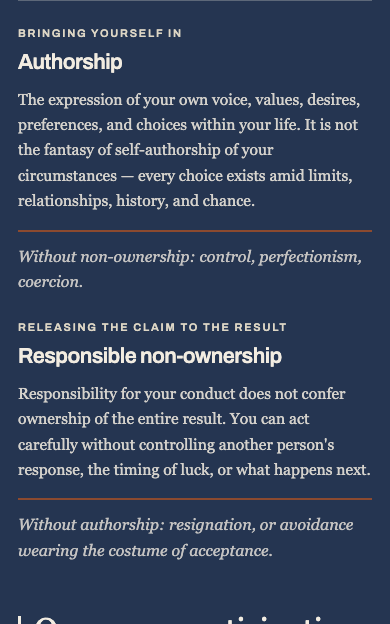 BRINGING YOURSELF IN
Authorship
The expression of your own voice, values, desires,
preferences, and choices within your life. It is not
the fantasy of self-authorship of your
circumstances — every choice exists amid limits,
relationships, history, and chance.
Without non-ownership: control, perfectionism,
coercion.
RELEASING THE CLAIM TO THE RESULT
Responsible non-ownership
Responsibility for your conduct does not confer
ownership of the entire result. You can act
carefully without controlling another person's
response, the timing of luck, or what happens next.
Without authorship: resignation, or avoidance
wearing the costume of acceptance.